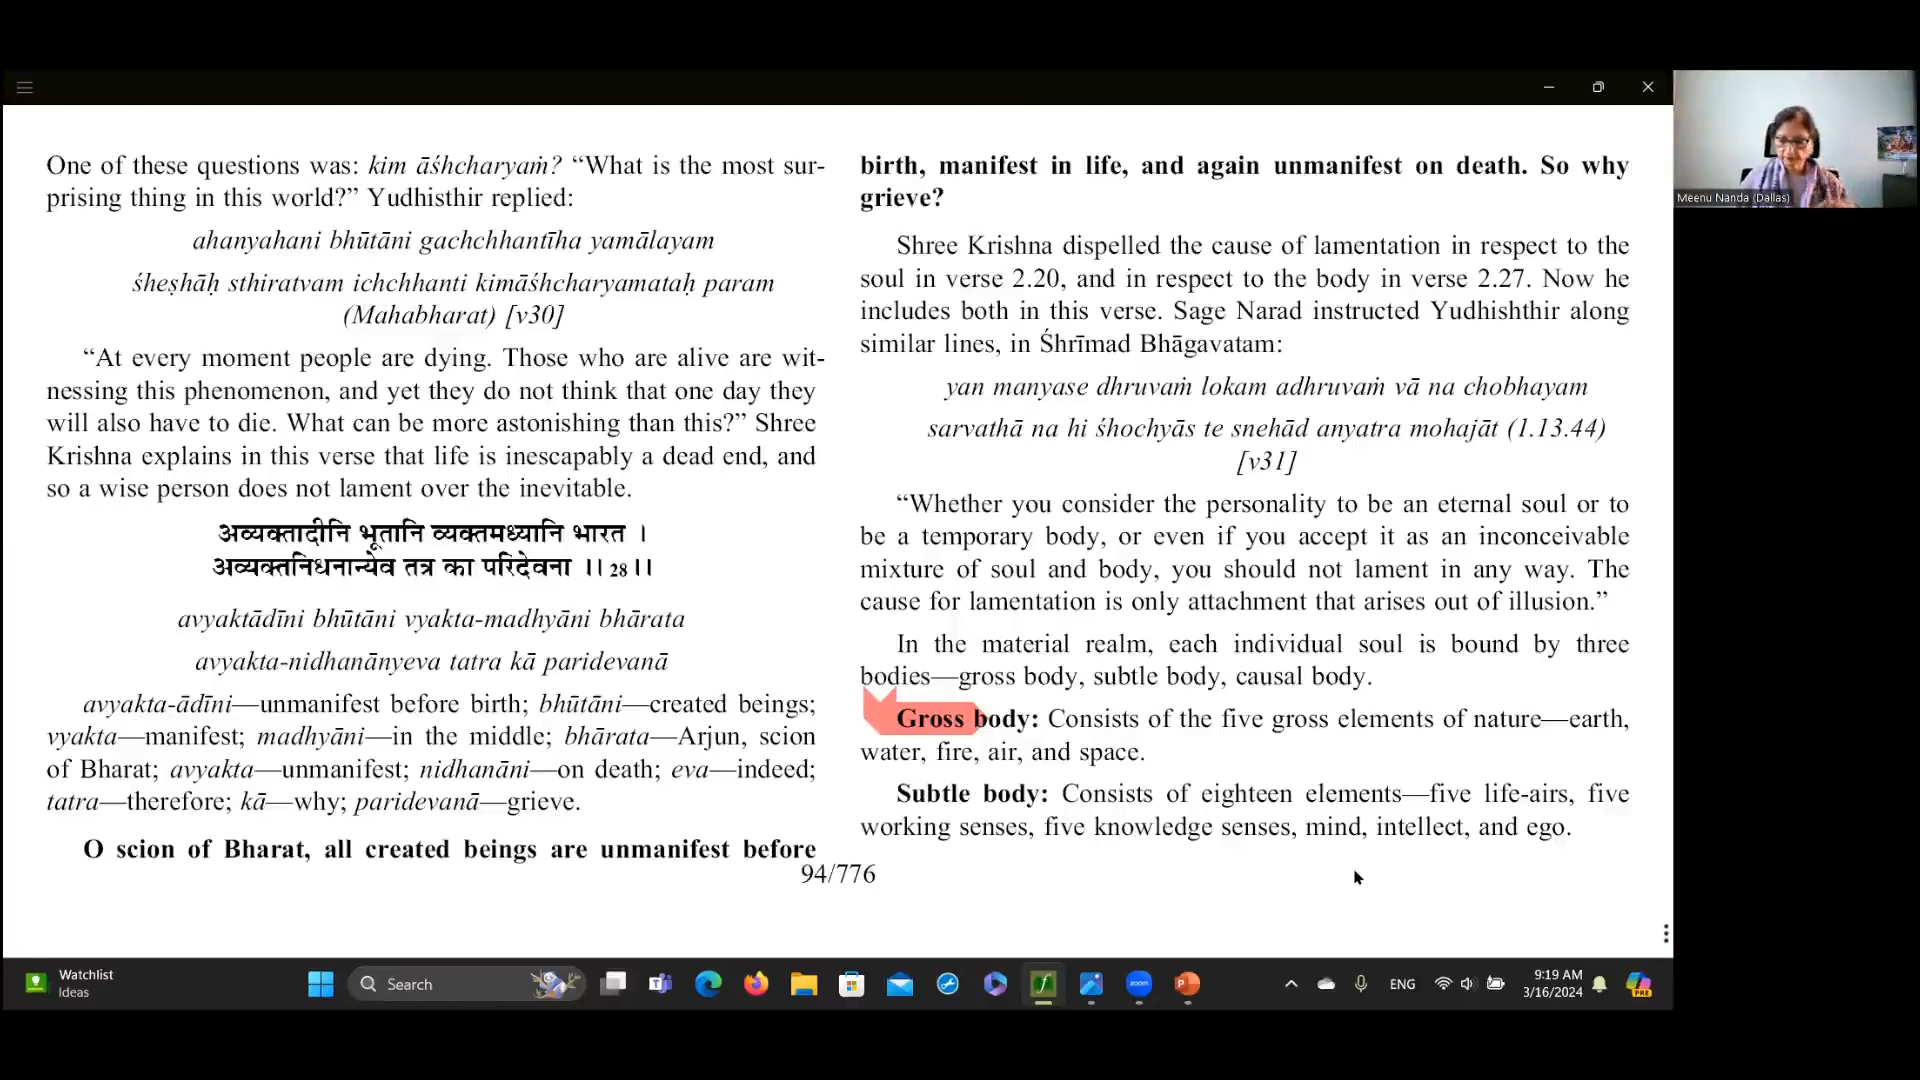 One of these questions was: kim āśhcharyaṁ? “What is the most sur-
prising thing in this world?” Yudhisthir replied:
ahanyahani bhūtāni gachchhantīha yamālayam
śheṣhāḥ sthiratvam ichchhanti kimāśhcharyamataḥ param
(Mahabharat) [v30]
“At every moment people are dying. Those who are alive are wit-
nessing this phenomenon, and yet they do not think that one day they
will also have to die. What can be more astonishing than this?” Shree
Krishna explains in this verse that life is inescapably a dead end, and
so a wise person does not lament over the inevitable.
अव्यक्तादीनि भूतानि व्यक्तमध्यानि भारत ।
अव्यक्तनिधनान्येव तत्र का परिदेवना ।। 28 ।।
avyaktādīni bhūtāni vyakta-madhyāni bhārata
avyakta-nidhanānyeva tatra kā paridevanā
avyakta-ādīni—unmanifest before birth; bhūtāni—created beings;
vyakta—manifest; madhyāni—in the middle; bhārata—Arjun, scion
of Bharat; avyakta—unmanifest; nidhanāni—on death; eva—indeed;
tatra—therefore; kā—why; paridevanā—grieve.
O scion of Bharat, all created beings are unmanifest before
birth, manifest in life, and again unmanifest on death. So why
grieve?
Shree Krishna dispelled the cause of lamentation in respect to the
soul in verse 2.20, and in respect to the body in verse 2.27. Now he
includes both in this verse. Sage Narad instructed Yudhishthir along
similar lines, in Śhrīmad Bhāgavatam:
yan manyase dhruvaṁ lokam adhruvaṁ vā na chobhayam
sarvathā na hi śhochyās te snehād anyatra mohajāt (1.13.44)
[v31]
“Whether you consider the personality to be an eternal soul or to
be a temporary body, or even if you accept it as an inconceivable
mixture of soul and body, you should not lament in any way. The
cause for lamentation is only attachment that arises out of illusion.”
In the material realm, each individual soul is bound by three
bodies—gross body, subtle body, causal body.
Gross body: Consists of the five gross elements of nature—earth,
water, fire, air, and space.
Subtle body: Consists of eighteen elements—five life-airs, five
working senses, five knowledge senses, mind, intellect, and ego.
94/776
Meenu Nanda (Dallas)
Watchlist
Ideas
Search
zoom
ENG
9:19 AM
3/16/2024
PRE